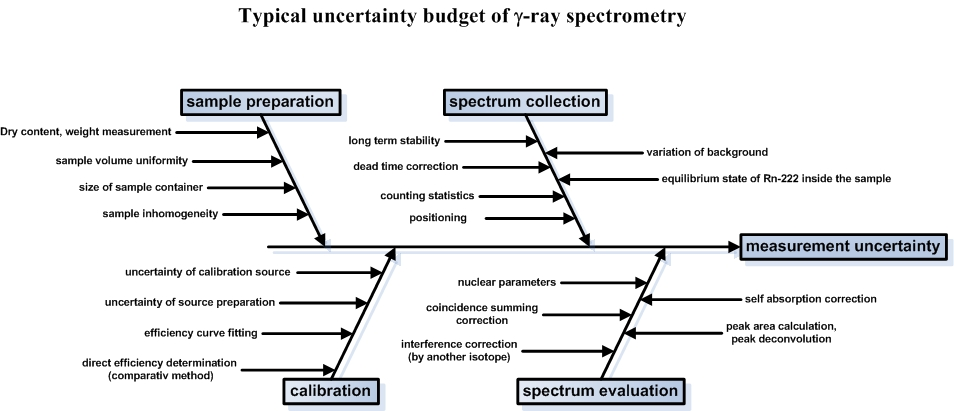 Typical uncertainty budget of γ-ray spectrometry
sample preparation
Dry content, weight measurement
sample volume uniformity
size of sample container
sample inhomogeneity
spectrum collection
long term stability
dead time correction
counting statistics
positioning
variation of background
equilibrium state of Rn-222 inside the sample
measurement uncertainty
uncertainty of calibration source
uncertainty of source preparation
efficiency curve fitting
direct efficiency determination
(comparativ method)
calibration
nuclear parameters
coincidence summing
correction
interference correction
(by another isotope)
self absorption correction
peak area calculation,
peak deconvolution
spectrum evaluation